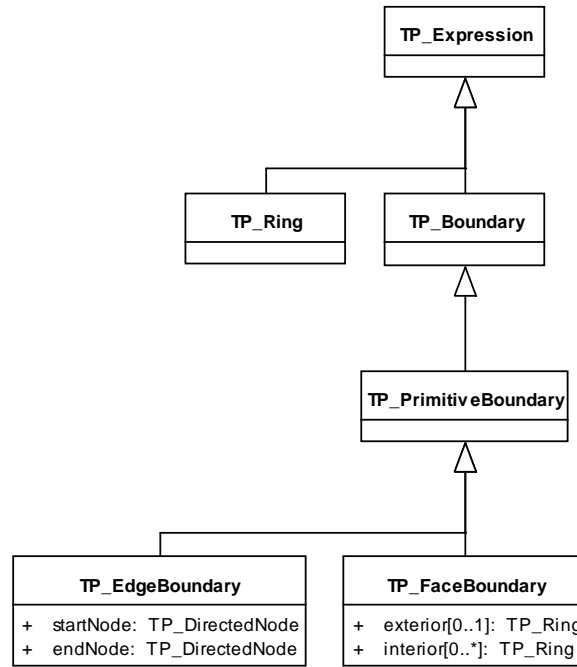 TP_Expression
TP_Ring
TP_Boundary
TP_PrimitiveBoundary
TP_EdgeBoundary
+ startNode: TP_DirectedNode
+ endNode: TP_DirectedNode
TP_FaceBoundary
+ exterior[0..1]: TP_Ring
+ interior[0..*]: TP_Ring